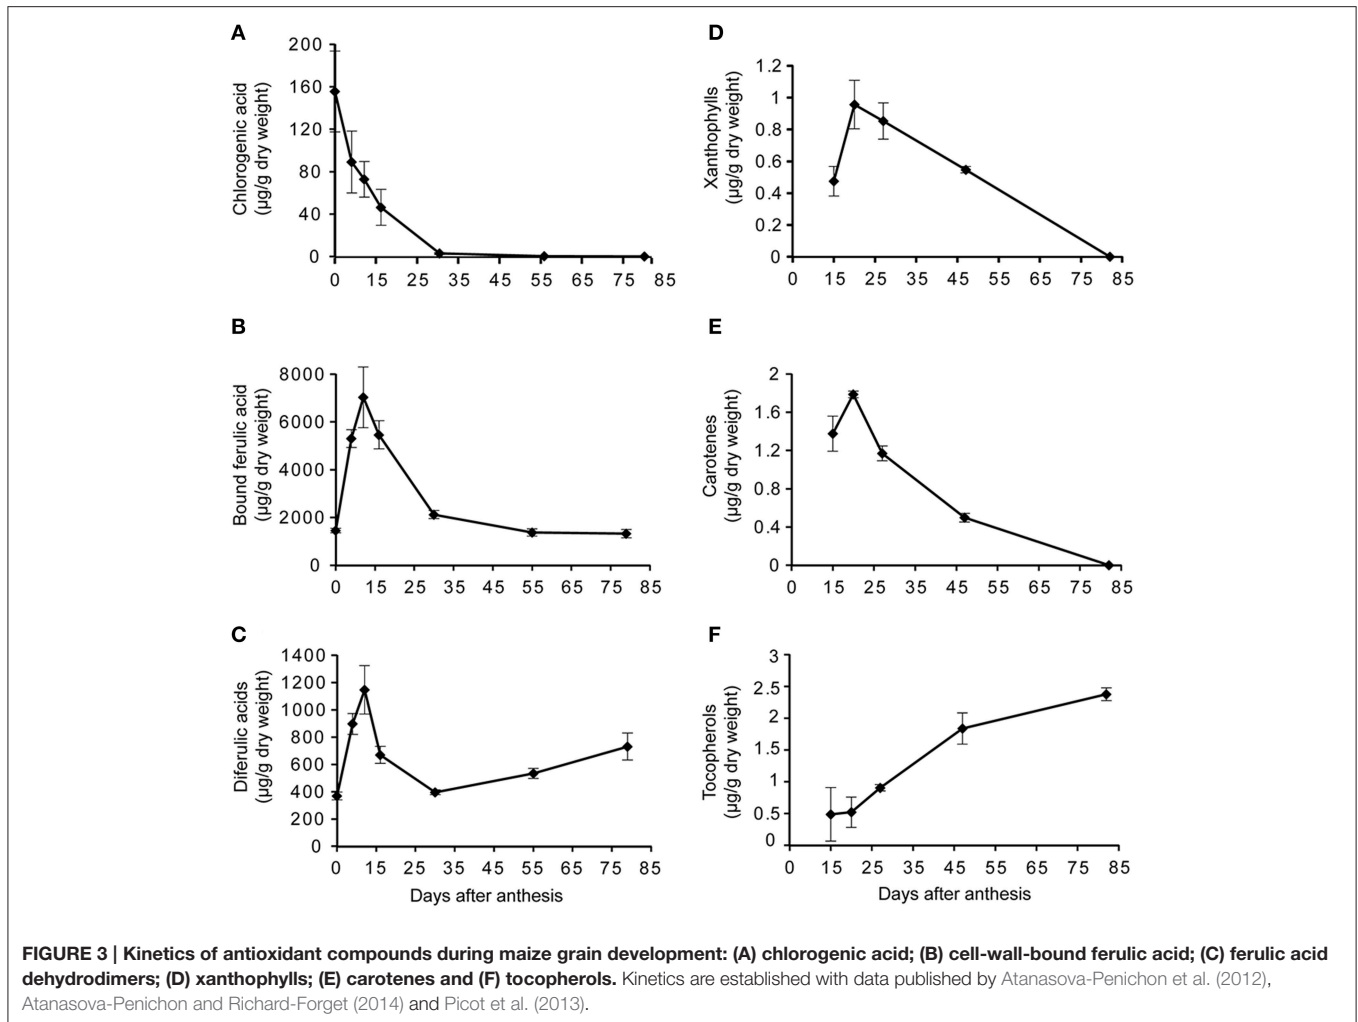 A
Chlorogenic acid
(µg/g dry weight)
200
160
120
80
40
0
0 15 25 35 45 55 65 75 85
B
Bound ferulic acid
(µg/g dry weight)
8000
6000
4000
2000
0
0 15 25 35 45 55 65 75 85
C
Diferulic acids
(µg/g dry weight)
1400
1200
1000
800
600
400
200
0
0 15 25 35 45 55 65 75 85
Days after anthesis
D
Xanthophylls
(µg/g dry weight)
1.2
1
0.8
0.6
0.4
0.2
0
0 15 25 35 45 55 65 75 85
E
Carotenes
(µg/g dry weight)
2
1.6
1.2
0.8
0.4
0
0 15 25 35 45 55 65 75 85
F
Tocopherols
(µg/g dry weight)
3
2.5
2
1.5
1
0.5
0
0 15 25 35 45 55 65 75 85
Days after anthesis
FIGURE 3 | Kinetics of antioxidant compounds during maize grain development: (A) chlorogenic acid; (B) cell-wall-bound ferulic acid; (C) ferulic acid
dehydrodimers; (D) xanthophylls; (E) carotenes and (F) tocopherols. Kinetics are established with data published by Atanasova-Penichon et al. (2012),
Atanasova-Penichon and Richard-Forget (2014) and Picot et al. (2013).